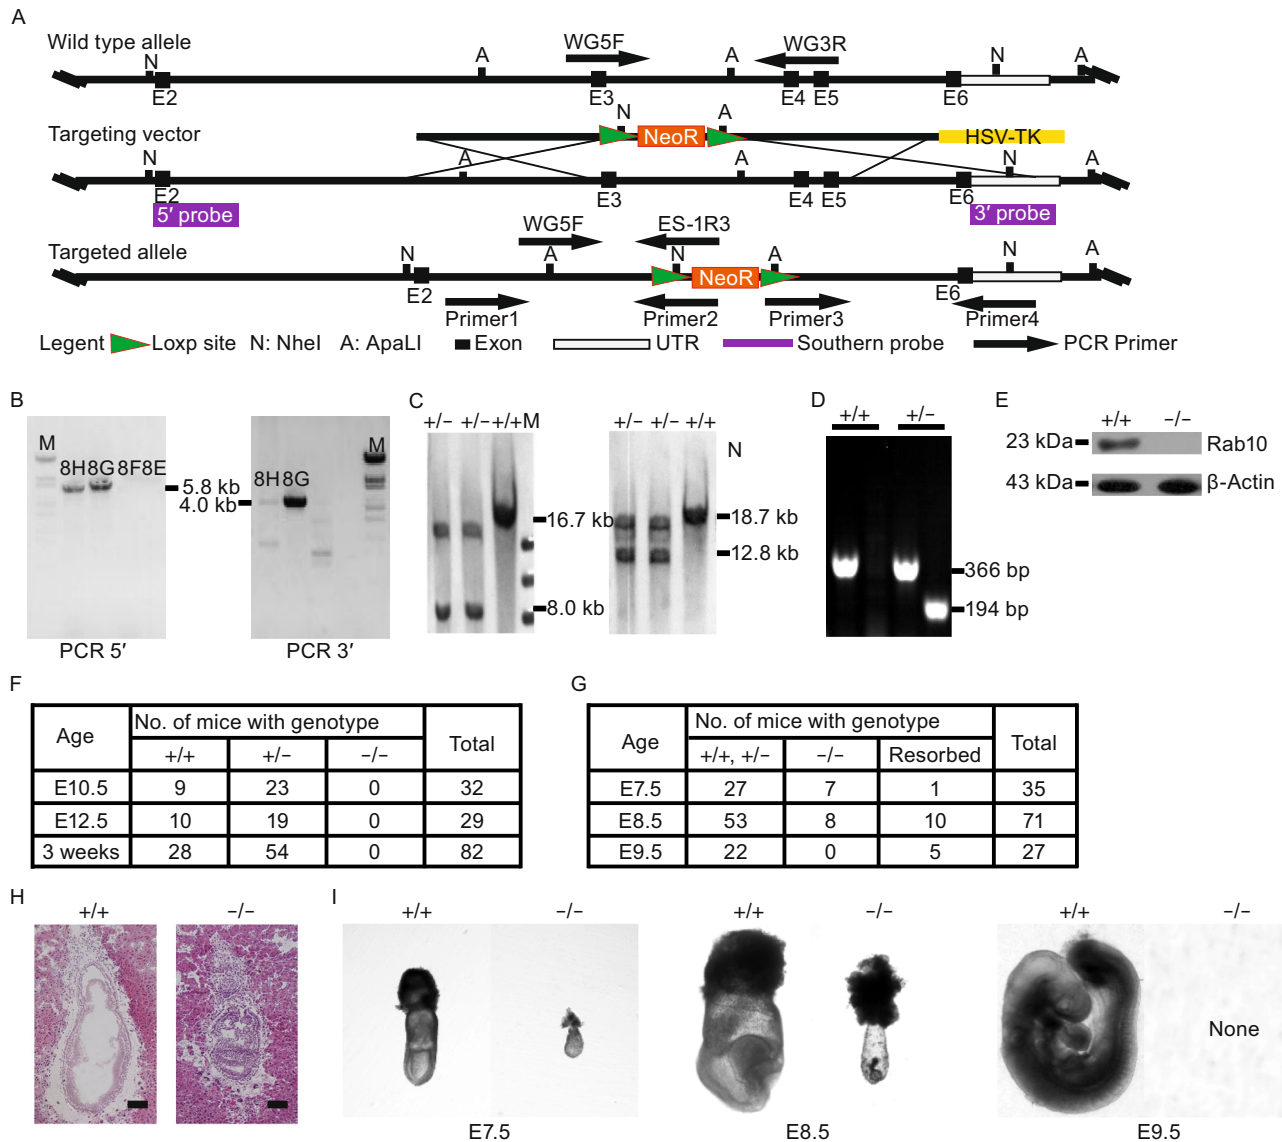 A
Wild type allele
WG5F
WG3R
N
A
A
N
A
E2
E3
E4
E5
E6
Targeting vector
N
A
NeoR
HSV-TK
N
A
A
N
A
E2
E3
E4
E5
E6
5′ probe
3′ probe
Targeted allele
WG5F
ES-1R3
N
A
N
A
N
A
NeoR
E2
E6
Primer1
Primer2
Primer3
Primer4
Legent
Loxp site
N: NheI
A: ApaLI
Exon
UTR
Southern probe
PCR Primer
B
M
8H 8G 8F 8E
5.8 kb
PCR 5′
8H 8G
M
4.0 kb
PCR 3′
C
+/− +/− +/+ M
16.7 kb
8.0 kb
+/− +/− +/+
N
18.7 kb
12.8 kb
D
+/+ +/−
366 bp
194 bp
E
+/+ −/−
23 kDa
Rab10
43 kDa
β-Actin
F
Age
No. of mice with genotype
Total
+/+ +/− −/−
E10.5 9 23 0 32
E12.5 10 19 0 29
3 weeks 28 54 0 82
G
Age
No. of mice with genotype
Total
+/+, +/− −/− Resorbed
E7.5 27 7 1 35
E8.5 53 8 10 71
E9.5 22 0 5 27
H
+/+ −/−
I
+/+ −/−
E7.5
+/+ −/−
E8.5
+/+ −/−
None
E9.5